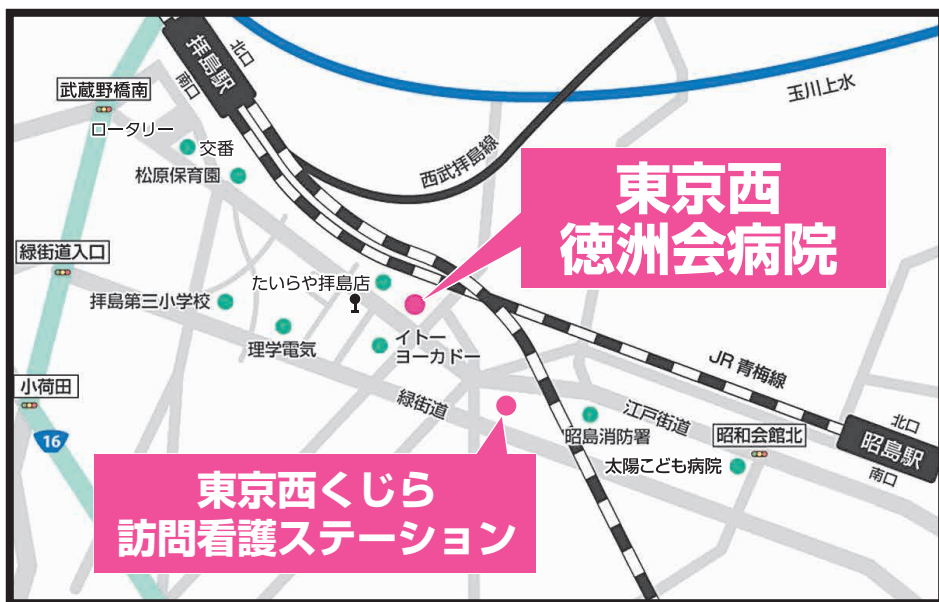 拝島駅
北口
南口
武蔵野橋南
ロータリー
交番
松原保育園
玉川上水
西武拝島線
東京西
徳洲会病院
緑街道入口
たいらや拝島店
拝島第三小学校
理学電気
イトー
ヨーカドー
JR 青梅線
小荷田
16
緑街道
江戸街道
昭島消防署
昭和会館北
太陽こども病院
北口
昭島駅
南口
東京西くじら
訪問看護ステーション